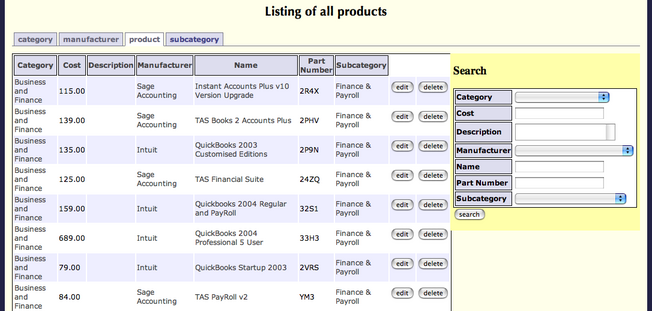 Listing of all products
category manufacturer product subcategory
Category Cost Description Manufacturer Name Part Number Subcategory
Business and Finance 115.00 Sage Accounting Instant Accounts Plus v10 Version Upgrade 2R4X Finance & Payroll edit delete
Business and Finance 139.00 Sage Accounting TAS Books 2 Accounts Plus 2PHV Finance & Payroll edit delete
Business and Finance 135.00 Intuit QuickBooks 2003 Customised Editions 2P9N Finance & Payroll edit delete
Business and Finance 125.00 Sage Accounting TAS Financial Suite 24ZQ Finance & Payroll edit delete
Business and Finance 159.00 Intuit Quickbooks 2004 Regular and PayRoll 32S1 Finance & Payroll edit delete
Business and Finance 689.00 Intuit QuickBooks 2004 Professional 5 User 33H3 Finance & Payroll edit delete
Business and Finance 79.00 Intuit QuickBooks Startup 2003 2VRS Finance & Payroll edit delete
Business and Finance 84.00 Sage Accounting TAS PayRoll v2 YM3 Finance & Payroll edit delete
Search
Category
Cost
Description
Manufacturer
Name
Part Number
Subcategory
search